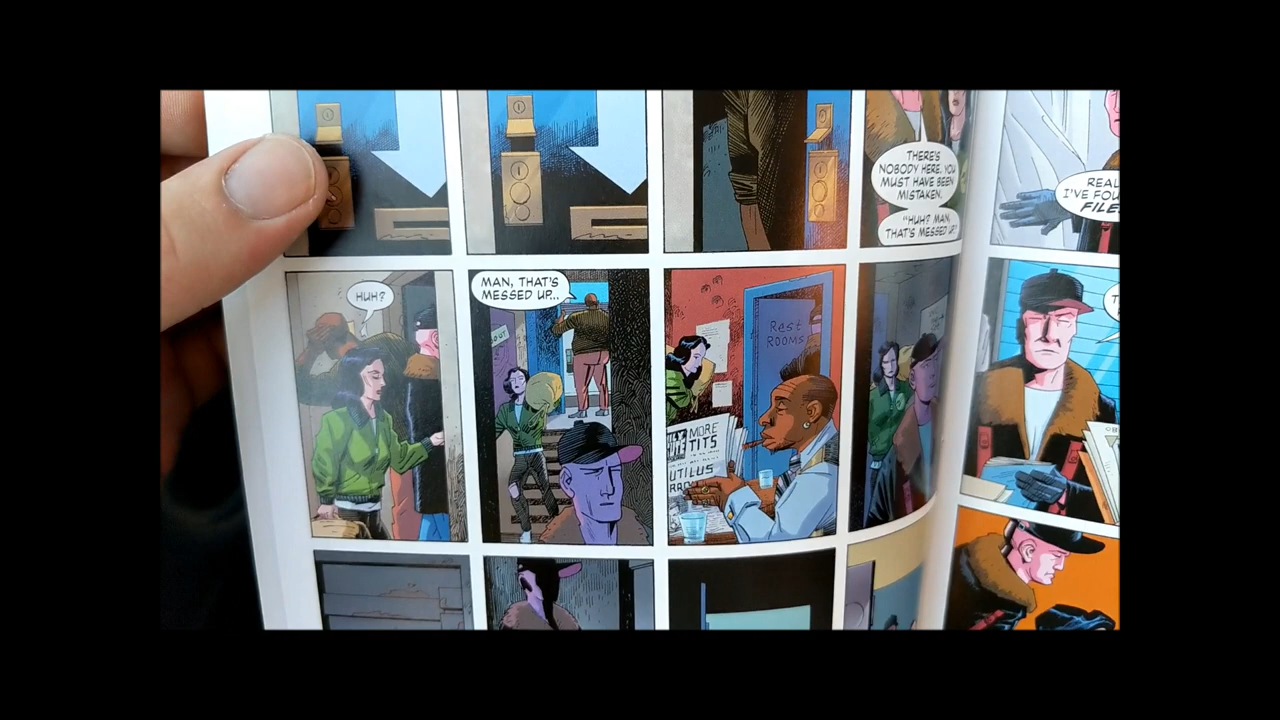 THERE'S
NOBODY HERE. YOU
MUST HAVE BEEN
MISTAKEN.
"HUH? MAN,
THAT'S MESSED UP."
REAL
I'VE FOU
FILE
HUH?
MAN, THAT'S
MESSED UP...
OUT
Rest
ROOMS
MORE
TITS
UTILUS
T